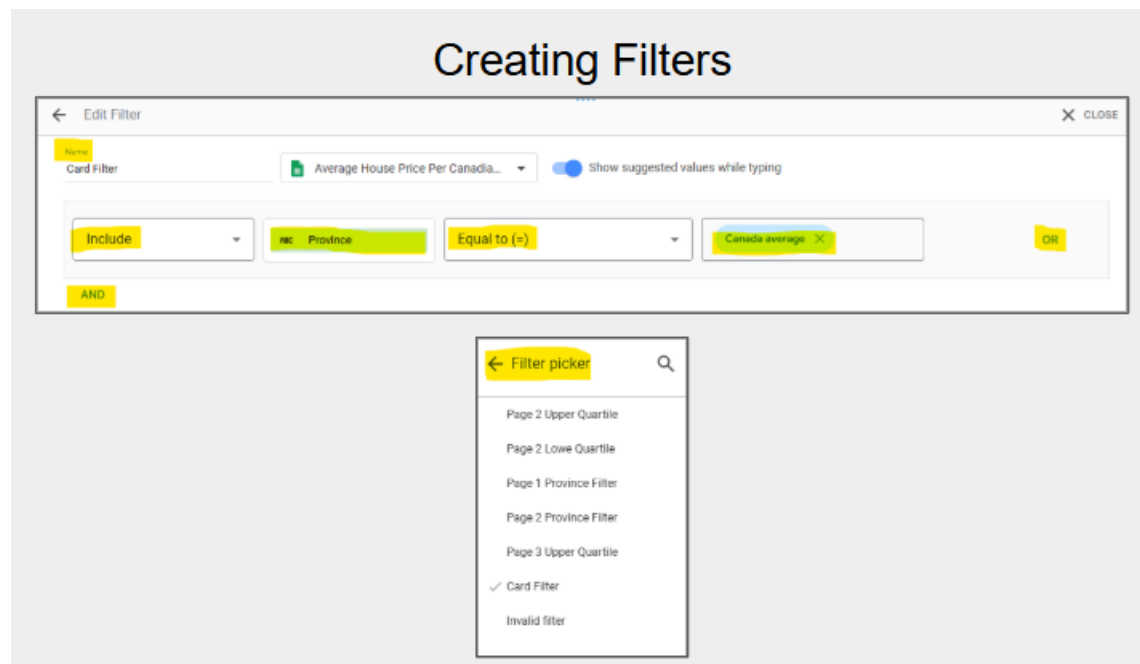 Creating Filters
Edit Filter
CLOSE
Name
Card Filter
Average House Price Per Canadia...
Show suggested values while typing
Include
ABC Province
Equal to (=)
Canada average
OR
AND
Filter picker
Page 2 Upper Quartile
Page 2 Lowe Quartile
Page 1 Province Filter
Page 2 Province Filter
Page 3 Upper Quartile
Card Filter
Invalid filter